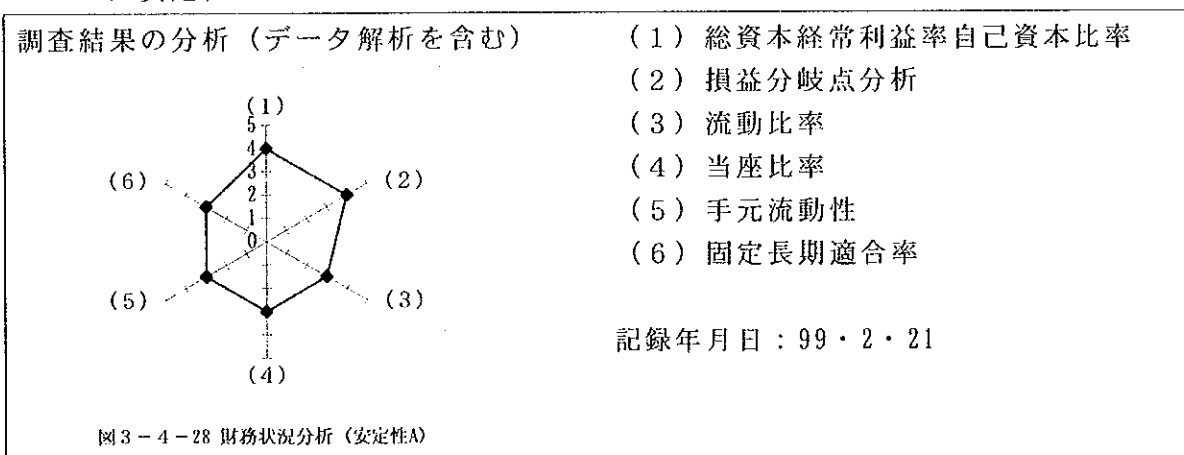 調査結果の分析（データ解析を含む）
(1)
5
4
3
2
1
0
(2)
(3)
(4)
(5)
(6)
図3－4－28 財務状況分析（安定性A）
（1）総資本経常利益率自己資本比率
（2）損益分岐点分析
（3）流動比率
（4）当座比率
（5）手元流動性
（6）固定長期適合率
記録年月日：99・2・21